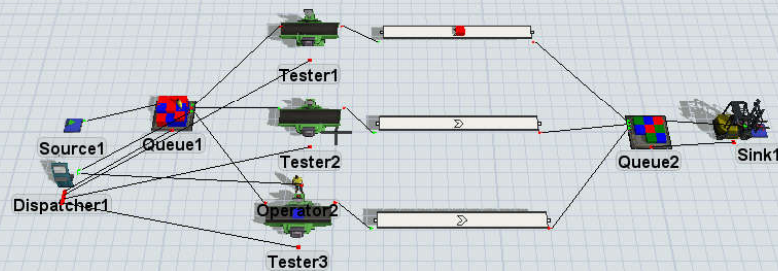 Tester1
Source1
Queue1
Tester2
Queue2
Sink1
Dispatcher1
Operator2
Tester3